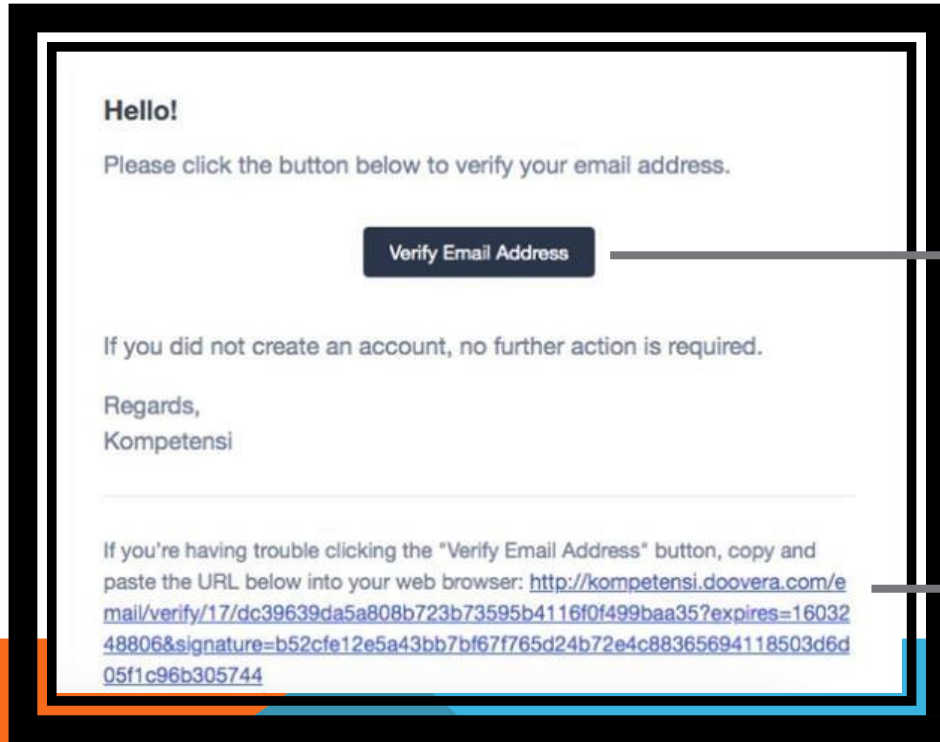 Hello!
Please click the button below to verify your email address.
Verify Email Address
If you did not create an account, no further action is required.
Regards,
Kompetensi
If you're having trouble clicking the "Verify Email Address" button, copy and
paste the URL below into your web browser: http://kompetensi.doovera.com/e
mail/verify/17/dc39639da5a808b723b73595b4116f0f499baa35?expires=16032
48806&signature=b52cfe12e5a43bb7bf67f765d24b72e4c88365694118503d6d
05f1c96b305744